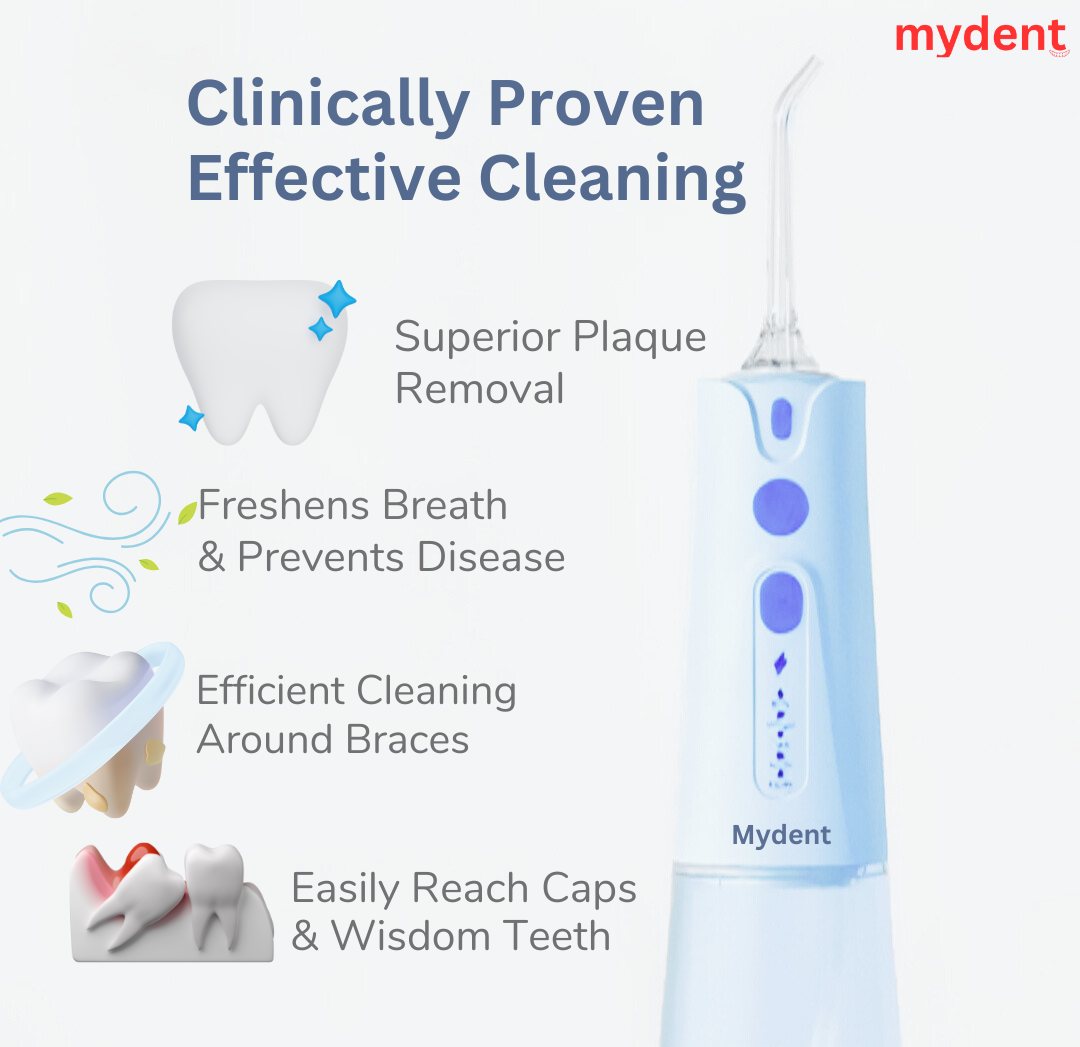 mydent
Clinically Proven
Effective Cleaning
Superior Plaque
Removal
Freshens Breath
& Prevents Disease
Efficient Cleaning
Around Braces
Mydent
Easily Reach Caps
& Wisdom Teeth